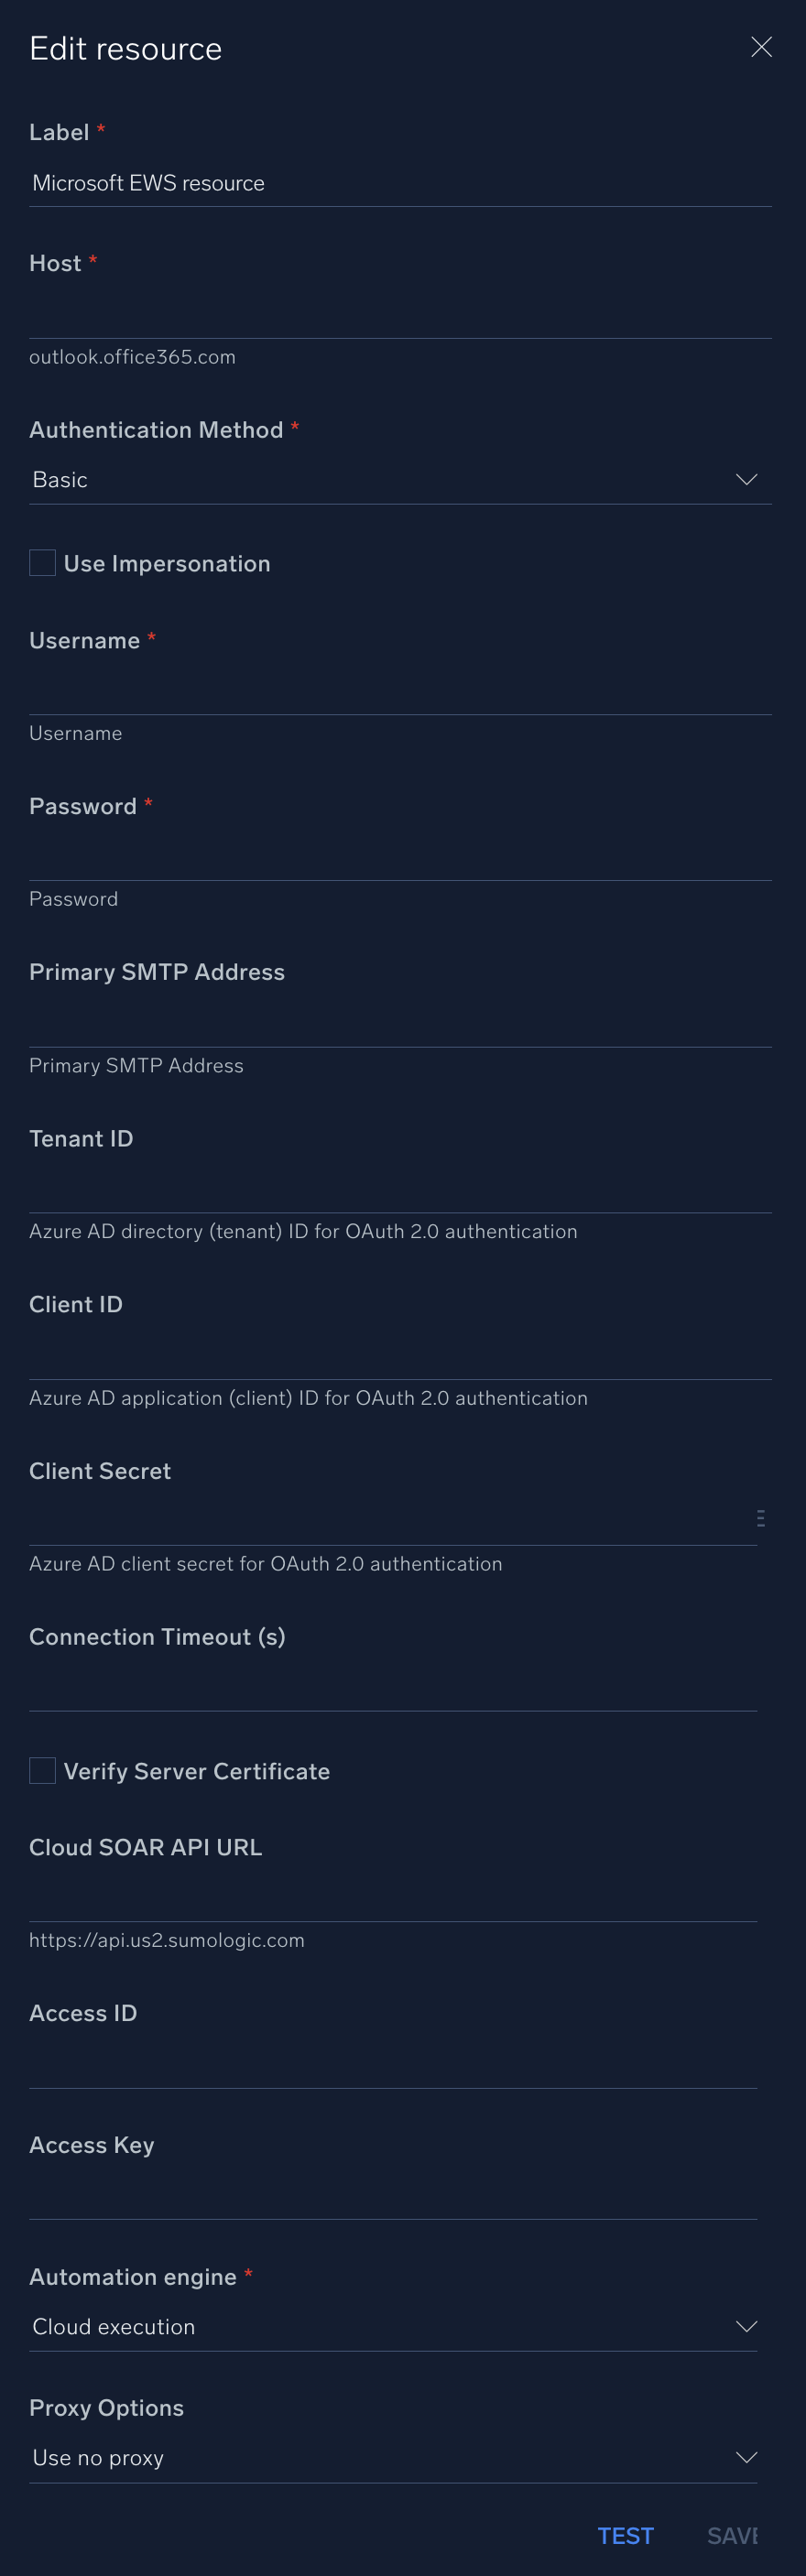 Edit resource
Label *
Microsoft EWS resource
Host *
outlook.office365.com
Authentication Method *
Basic
Use Impersonation
Username *
Username
Password *
Password
Primary SMTP Address
Primary SMTP Address
Tenant ID
Azure AD directory (tenant) ID for OAuth 2.0 authentication
Client ID
Azure AD application (client) ID for OAuth 2.0 authentication
Client Secret
Azure AD client secret for OAuth 2.0 authentication
Connection Timeout (s)
Verify Server Certificate
Cloud SOAR API URL
https://api.us2.sumologic.com
Access ID
Access Key
Automation engine *
Cloud execution
Proxy Options
Use no proxy
TEST SAVE